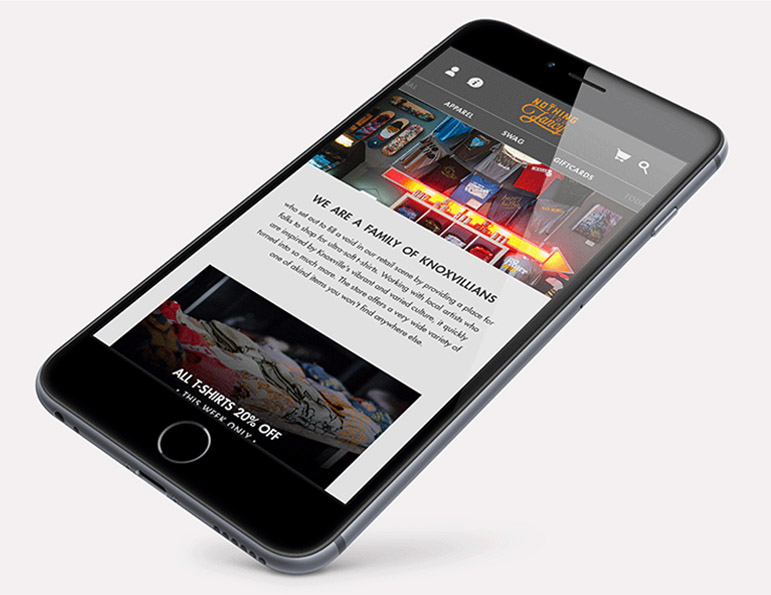 NOTHING
Fancy
APPAREL
SWAG
GIFTCARDS
TODA
WE ARE A FAMILY OF KNOXVILLIANS
who set out to fill a void in our retail scene by providing a place for
folks to shop for ultra-soft t-shirts. Working with local artists who
are inspired by Knoxville's vibrant and varied culture, it quickly
turned into so much more. The store offers a very wide variety of
one of akind items you won't find anywhere else.
ALL T-SHIRTS 20% OFF
• THIS WEEK ONLY •